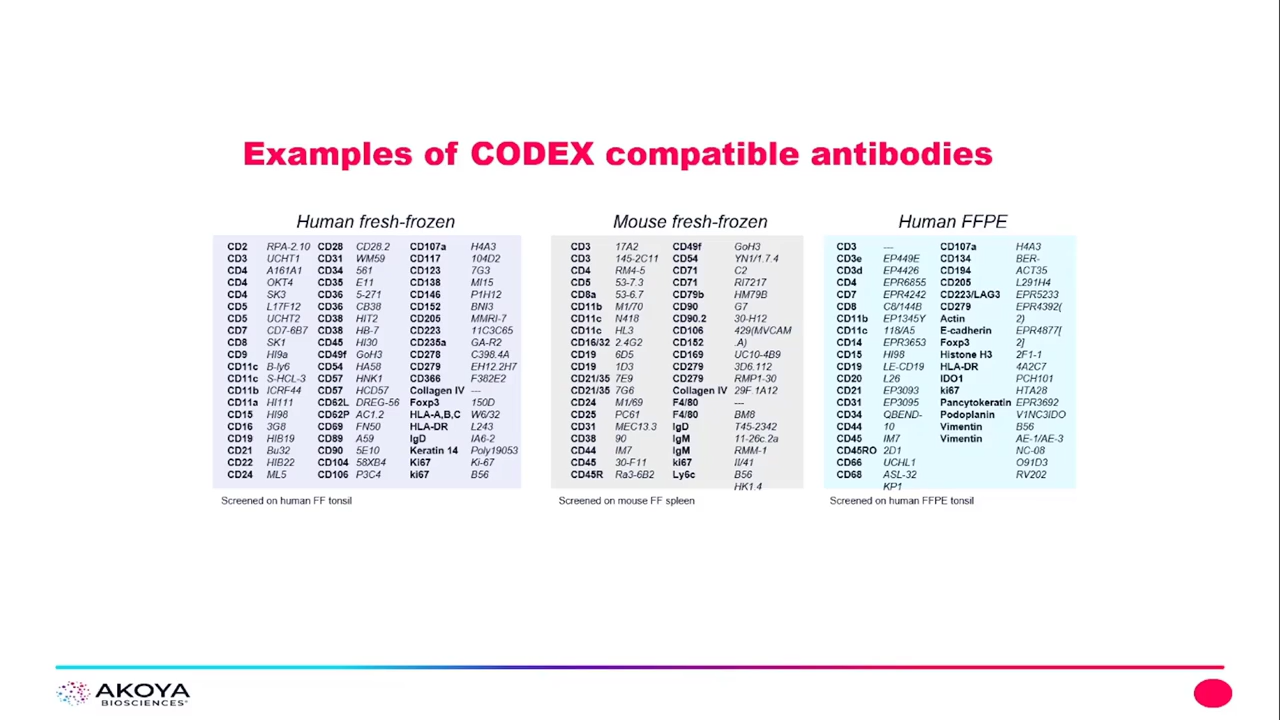 Examples of CODEX compatible antibodies
Human fresh-frozen
CD2 RPA-2.10 CD28 CD28.2 CD107a H4A3
CD3 UCHT1 CD31 WM59 CD117 104D2
CD4 A161A1 CD34 561 CD123 7G3
CD4 OKT4 CD35 E11 CD138 MI15
CD4 SK3 CD36 5-271 CD146 P1H12
CD5 L17F12 CD36 CB38 CD152 BNI3
CD5 UCHT2 CD38 HIT2 CD205 MMRI-7
CD7 CD7-6B7 CD38 HB-7 CD223 11C3C65
CD8 SK1 CD45 HI30 CD235a GA-R2
CD9 HI9a CD49f GoH3 CD278 C398.4A
CD11c B-ly6 CD54 HA58 CD279 EH12.2H7
CD11c S-HCL-3 CD57 HNK1 CD366 F382E2
CD11b ICRF44 CD57 HCD57 Collagen IV ---
CD11a HI111 CD62L DREG-56 Foxp3 150D
CD15 HI98 CD62P AC1.2 HLA-A,B,C W6/32
CD16 3G8 CD69 FN50 HLA-DR L243
CD19 HIB19 CD89 A59 IgD IA6-2
CD21 Bu32 CD90 5E10 Keratin 14 Poly19053
CD22 HIB22 CD104 58XB4 Ki67 Ki-67
CD24 ML5 CD106 P3C4 ki67 B56
Screened on human FF tonsil
Mouse fresh-frozen
CD3 17A2 CD49f GoH3
CD3 145-2C11 CD54 YN1/1.7.4
CD4 RM4-5 CD71 C2
CD5 53-7.3 CD71 RI7217
CD8a 53-6.7 CD79b HM79B
CD11b M1/70 CD90 G7
CD11c N418 CD90.2 30-H12
CD11c HL3 CD106 429(MVCAM
CD16/32 2.4G2 CD152 .A)
CD19 6D5 CD169 UC10-4B9
CD19 1D3 CD279 3D6.112
CD21/35 7E9 CD279 RMP1-30
CD21/35 7G6 Collagen IV 29F.1A12
CD24 M1/69 F4/80 ---
CD25 PC61 F4/80 BM8
CD31 MEC13.3 IgD T45-2342
CD38 90 IgM 11-26c.2a
CD44 IM7 IgM RMM-1
CD45 30-F11 ki67 II/41
CD45R Ra3-6B2 Ly6c B56
HK1.4
Screened on mouse FF spleen
Human FFPE
CD3 --- CD107a H4A3
CD3e EP449E CD134 BER-
CD3d EP4426 CD194 ACT35
CD4 EPR6855 CD205 L291H4
CD7 EPR4242 CD223/LAG3 EPR5233
CD8 C8/144B CD279 EPR4392(
CD11b EP1345Y Actin 2)
CD11c 118/A5 E-cadherin EPR4877[
CD14 EPR3653 Foxp3 2]
CD15 HI98 Histone H3 2F1-1
CD19 LE-CD19 HLA-DR 4A2C7
CD20 L26 IDO1 PCH101
CD21 EP3093 ki67 HTA28
CD31 EP3095 Pancytokeratin EPR3692
CD34 QBEND- Podoplanin V1NC3IDO
CD44 10 Vimentin B56
CD45 IM7 Vimentin AE-1/AE-3
CD45RO 2D1 NC-08
CD66 UCHL1 O91D3
CD68 ASL-32 RV202
KP1
Screened on human FFPE tonsil
AKOYA
BIOSCIENCES